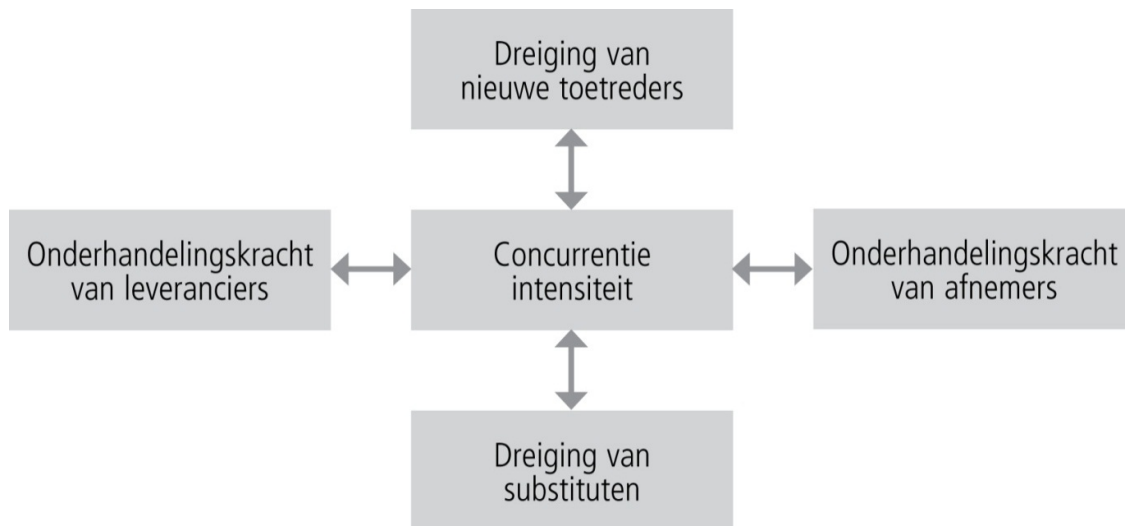 Dreiging van
nieuwe toetreders
Onderhandelingskracht
van leveranciers
Concurrentie
intensiteit
Onderhandelingskracht
van afnemers
Dreiging van
substituten